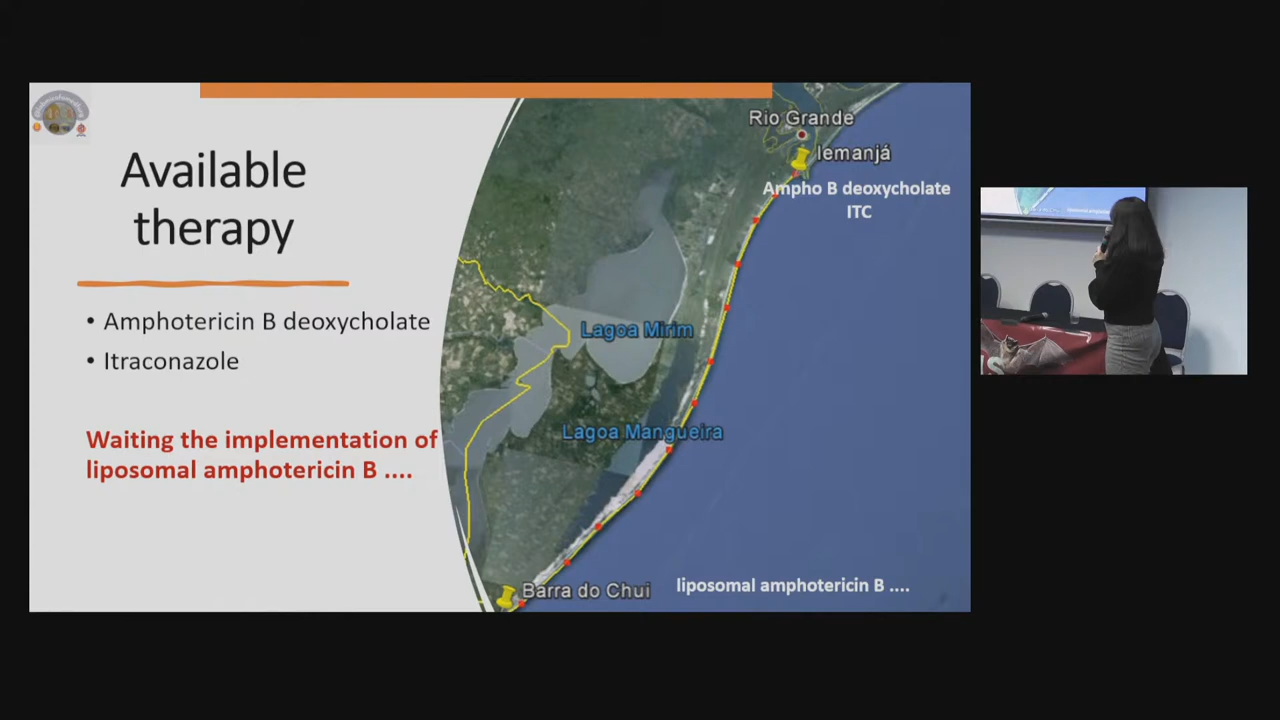 Available
therapy
• Amphotericin B deoxycholate
• Itraconazole
Waiting the implementation of
liposomal amphotericin B ....
Rio Grande
Iemanjá
Ampho B deoxycholate
ITC
Lagoa Mirim
Lagoa Mangueira
Barra do Chui
liposomal amphotericin B ....